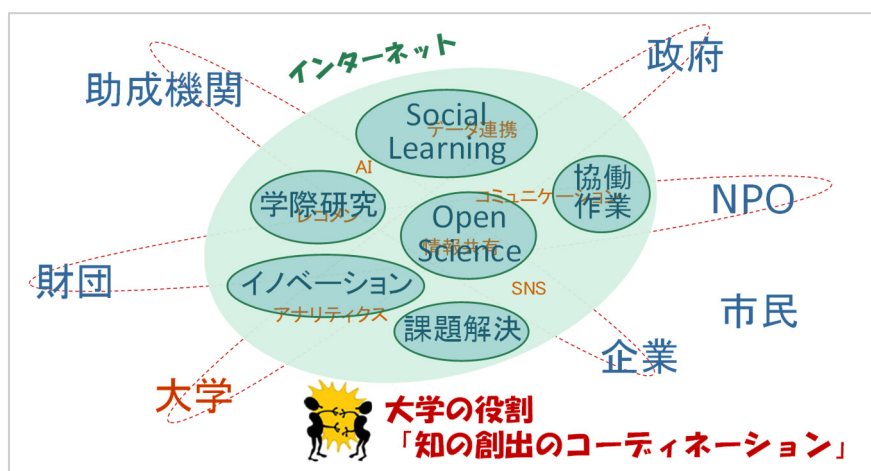 インターネット
政府
助成機関
Social
Learning
データ連携
AI
協働
作業
コミュニケーション
学際研究
レコメン
NPO
Open
Science
情報共有
財団
イノベーション
SNS
アナリティクス
市民
課題解決
企業
大学
大学の役割
「知の創出のコーディネーション」